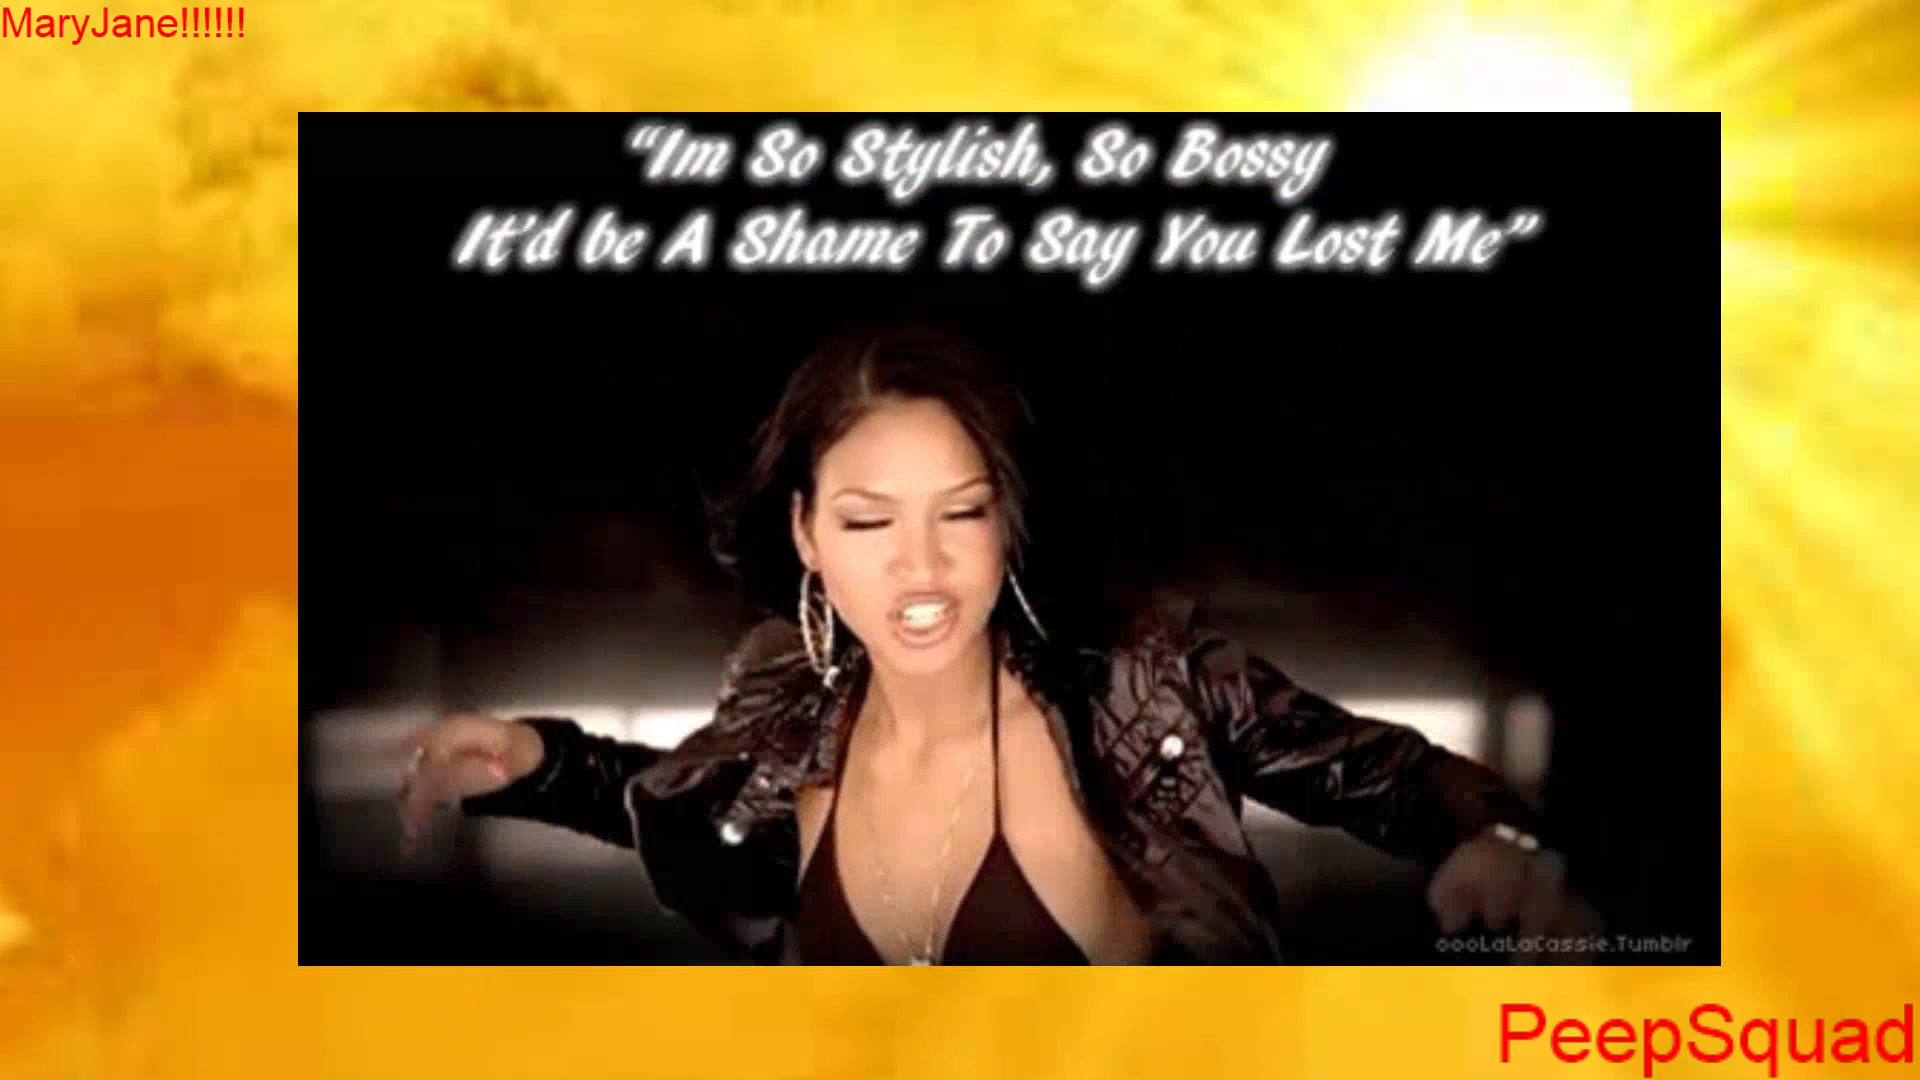 MaryJane!!!!!!
“Im So Stylish, So Bossy
It’d be A Shame To Say You Lost Me”
oooLaLaCassie.Tumblr
PeepSquad